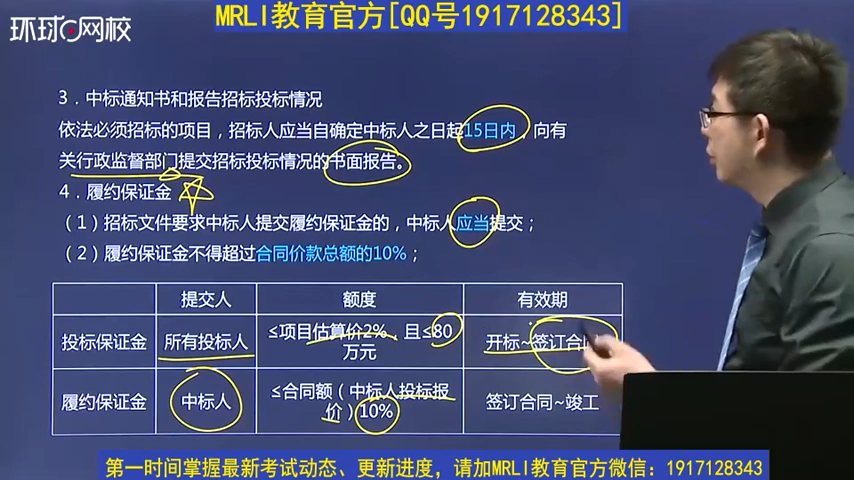 MRLI教育官方[QQ号1917128343]
环球网校
3．中标通知书和报告招标投标情况
依法必须招标的项目，招标人应当自确定中标人之日起15日内，向有
关行政监督部门提交招标投标情况的书面报告。
4．履约保证金
（1）招标文件要求中标人提交履约保证金的，中标人应当提交；
（2）履约保证金不得超过合同价款总额的10%；
提交人 额度 有效期
投标保证金 所有投标人 ≤项目估算价2%，且≤80
万元 开标~签订合同
履约保证金 中标人 ≤合同额（中标人投标报
价）10% 签订合同~竣工
第一时间掌握最新考试动态、更新进度，请加MRLI教育官方微信：1917128343